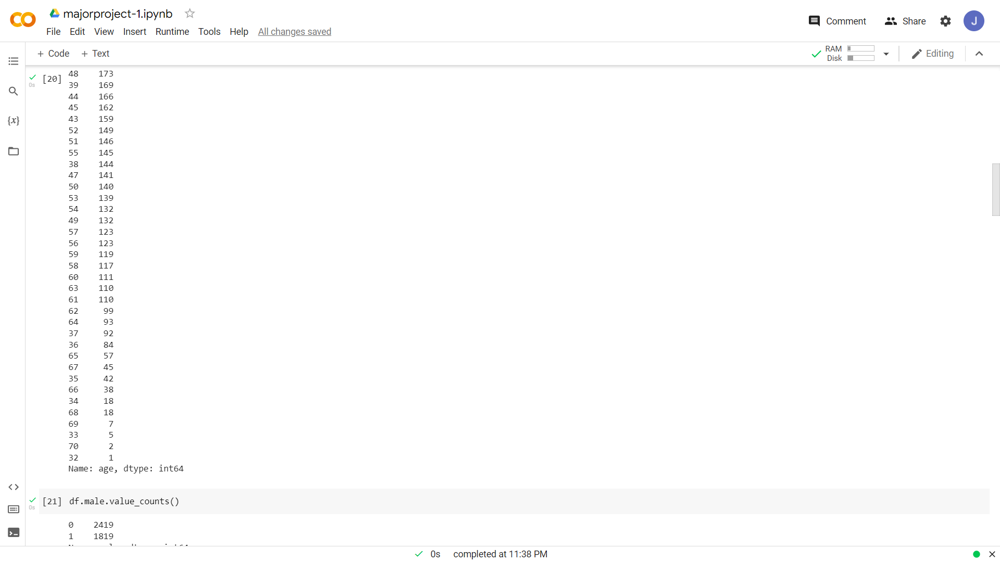 majorproject-1.ipynb
Comment
Share
J
File Edit View Insert Runtime Tools Help All changes saved
+ Code + Text
RAM
Disk
Editing
{x}
[20]
0s
48 173
39 169
44 166
45 162
43 159
52 149
51 146
55 145
38 144
47 141
50 140
53 139
54 132
49 132
57 123
56 123
59 119
58 117
60 111
63 110
61 110
62 99
64 93
37 92
36 84
65 57
67 45
35 42
66 38
34 18
68 18
69 7
33 5
70 2
32 1
Name: age, dtype: int64
[21] df.male.value_counts()
0s
0 2419
1 1819
0s completed at 11:38 PM